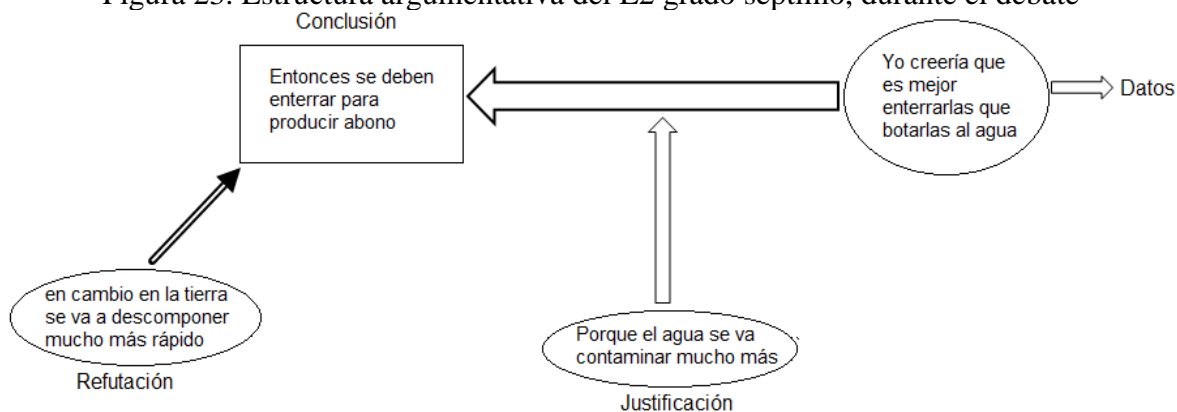 Figura 23. Estructura argumentativa del E2 grado séptimo, durante el debate
Conclusión
Entonces se deben
enterrar para
producir abono
Yo creería que
es mejor
enterrarlas que
botarlas al agua
Datos
en cambio en la tierra
se va a descomponer
mucho más rápido
Refutación
Porque el agua se va
contaminar mucho más
Justificación